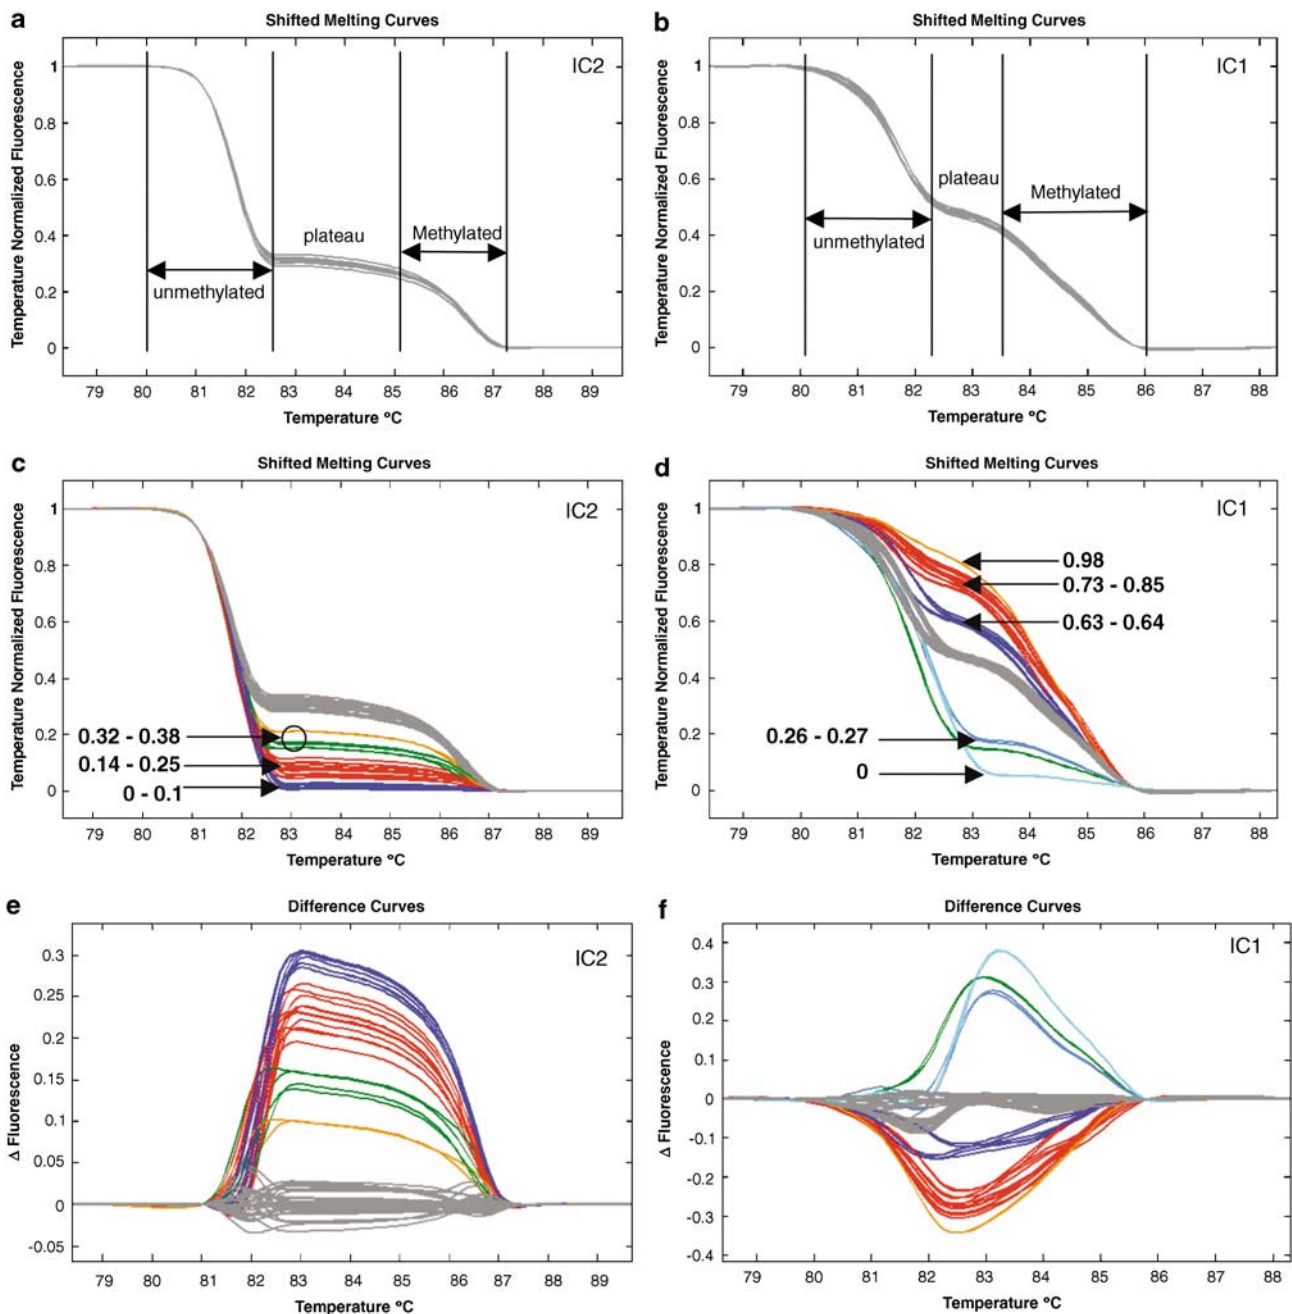 a
Shifted Melting Curves
IC2
Temperature Normalized Fluorescence
1
0.8
0.6
0.4
0.2
0
unmethylated
plateau
Methylated
79 80 81 82 83 84 85 86 87 88 89
Temperature °C
b
Shifted Melting Curves
IC1
Temperature Normalized Fluorescence
1
0.8
0.6
0.4
0.2
0
unmethylated
plateau
Methylated
79 80 81 82 83 84 85 86 87 88
Temperature °C
c
Shifted Melting Curves
IC2
Temperature Normalized Fluorescence
1
0.8
0.6
0.4
0.2
0
0.32 - 0.38
0.14 - 0.25
0 - 0.1
79 80 81 82 83 84 85 86 87 88 89
Temperature °C
d
Shifted Melting Curves
IC1
Temperature Normalized Fluorescence
1
0.8
0.6
0.4
0.2
0
0.98
0.73 - 0.85
0.63 - 0.64
0.26 - 0.27
0
79 80 81 82 83 84 85 86 87 88
Temperature °C
e
Difference Curves
IC2
Δ Fluorescence
0.3
0.25
0.2
0.15
0.1
0.05
0
-0.05
79 80 81 82 83 84 85 86 87 88 89
Temperature °C
f
Difference Curves
IC1
Δ Fluorescence
0.4
0.3
0.2
0.1
0
-0.1
-0.2
-0.3
-0.4
79 80 81 82 83 84 85 86 87 88
Temperature °C